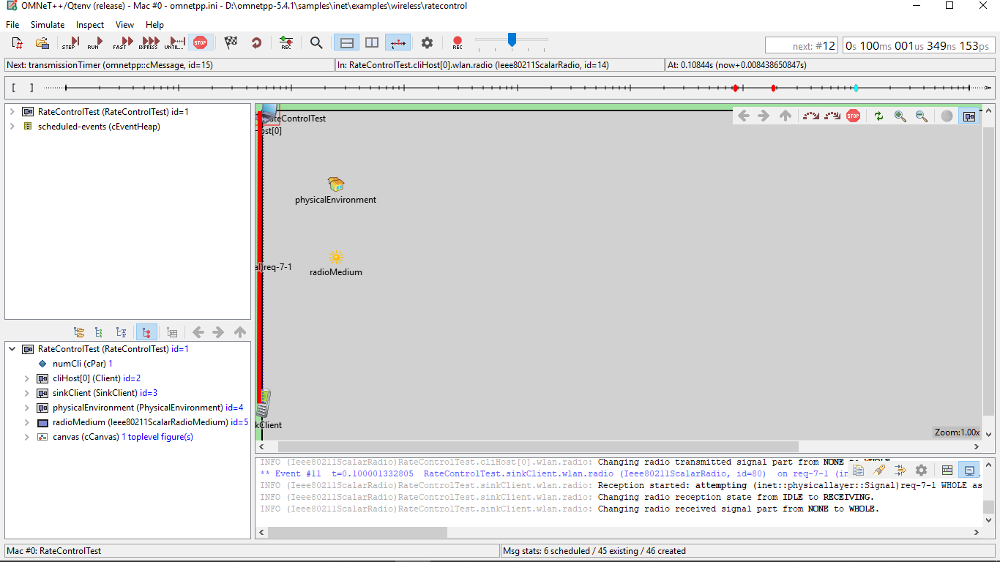 OMNeT++/Qtenv (release) - Mac #0 - omnetpp.ini - D:\omnetpp-5.4.1\samples\inet\examples\wireless\ratecontrol
File Simulate Inspect View Help
STEP RUN FAST EXPRESS UNTIL... STOP REC REC
next: #12 0s 100ms 001us 349ns 153ps
Next: transmissionTimer (omnetpp::cMessage, id=15) In: RateControlTest.cliHost[0].wlan.radio (Ieee80211ScalarRadio, id=14) At: 0.10844s (now+0.008438650847s)
[ ]
RateControlTest (RateControlTest) id=1
scheduled-events (cEventHeap)
ateControlTest
STOP
ost[0]
physicalEnvironment
al)req-7-1
radioMedium
kClient
Zoom:1.00x
RateControlTest (RateControlTest) id=1
numCli (cPar) 1
cliHost[0] (Client) id=2
sinkClient (SinkClient) id=3
physicalEnvironment (PhysicalEnvironment) id=4
radioMedium (Ieee80211ScalarRadioMedium) id=5
canvas (cCanvas) 1 toplevel figure(s)
INFO (Ieee80211ScalarRadio)RateControlTest.cliHost[0].wlan.radio: Changing radio transmitted signal part from NONE to WHOLE
** Event #11 t=0.100001332805 RateControlTest.sinkClient.wlan.radio (Ieee80211ScalarRadio, id=80) on req-7-1 (in
INFO (Ieee80211ScalarRadio)RateControlTest.sinkClient.wlan.radio: Reception started: attempting (inet::physicallayer::Signal)req-7-1 WHOLE as
INFO (Ieee80211ScalarRadio)RateControlTest.sinkClient.wlan.radio: Changing radio reception state from IDLE to RECEIVING.
INFO (Ieee80211ScalarRadio)RateControlTest.sinkClient.wlan.radio: Changing radio received signal part from NONE to WHOLE.
Mac #0: RateControlTest Msg stats: 6 scheduled / 45 existing / 46 created